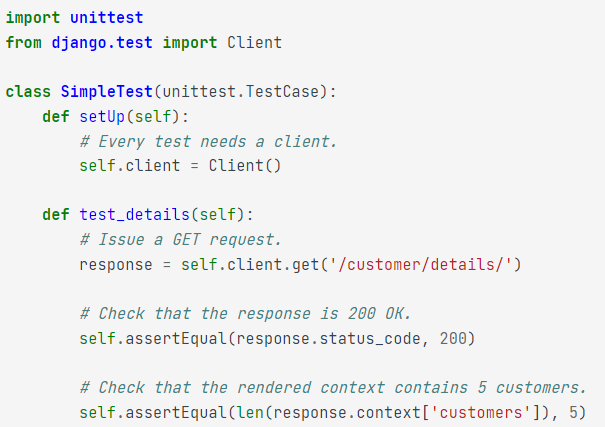 import unittest
from django.test import Client

class SimpleTest(unittest.TestCase):
    def setUp(self):
        # Every test needs a client.
        self.client = Client()

    def test_details(self):
        # Issue a GET request.
        response = self.client.get('/customer/details/')

        # Check that the response is 200 OK.
        self.assertEqual(response.status_code, 200)

        # Check that the rendered context contains 5 customers.
        self.assertEqual(len(response.context['customers']), 5)